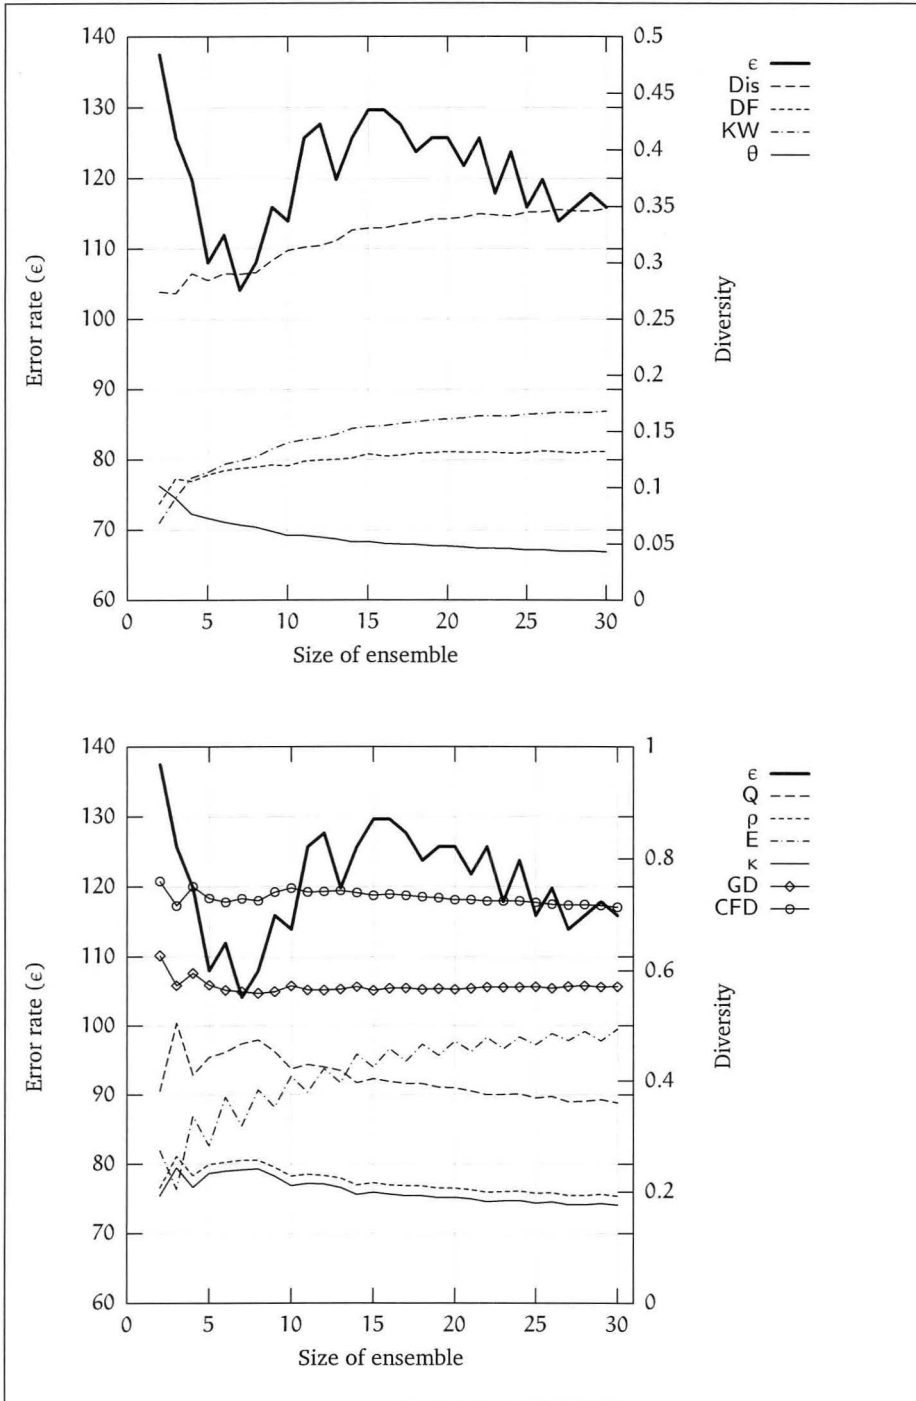 140
130
120
110
100
90
80
70
60
0.5
0.45
0.4
0.35
0.3
0.25
0.2
0.15
0.1
0.05
0
0
5
10
15
20
25
30
Error rate (ϵ)
Diversity
Size of ensemble
ϵ
Dis
DF
KW
θ
140
130
120
110
100
90
80
70
60
1
0.8
0.6
0.4
0.2
0
0
5
10
15
20
25
30
Error rate (ϵ)
Diversity
Size of ensemble
ϵ
Q
ρ
E
κ
GD
CFD